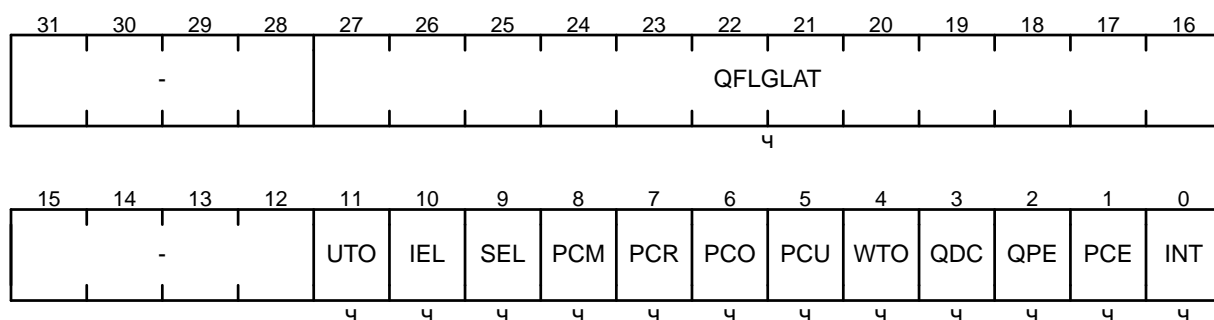 31 30 29 28 27 26 25 24 23 22 21 20 19 18 17 16
- QFLGLAT
ч
15 14 13 12 11 10 9 8 7 6 5 4 3 2 1 0
- UTO IEL SEL PCM PCR PCO PCU WTO QDC QPE PCE INT
ч ч ч ч ч ч ч ч ч ч ч ч